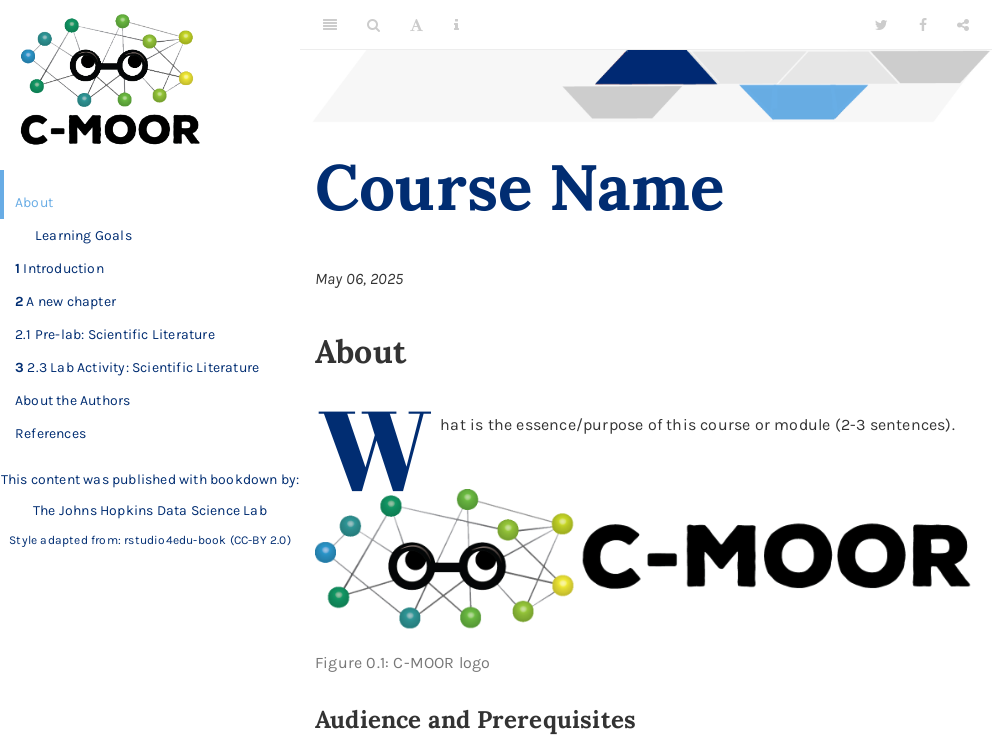 C-MOOR
About
Learning Goals
1 Introduction
2 A new chapter
2.1 Pre-lab: Scientific Literature
3 2.3 Lab Activity: Scientific Literature
About the Authors
References
This content was published with bookdown by:
The Johns Hopkins Data Science Lab
Style adapted from: rstudio4edu-book (CC-BY 2.0)
A
Course Name
May 06, 2025
About
What is the essence/purpose of this course or module (2-3 sentences).
C-MOOR
Figure 0.1: C-MOOR logo
Audience and Prerequisites